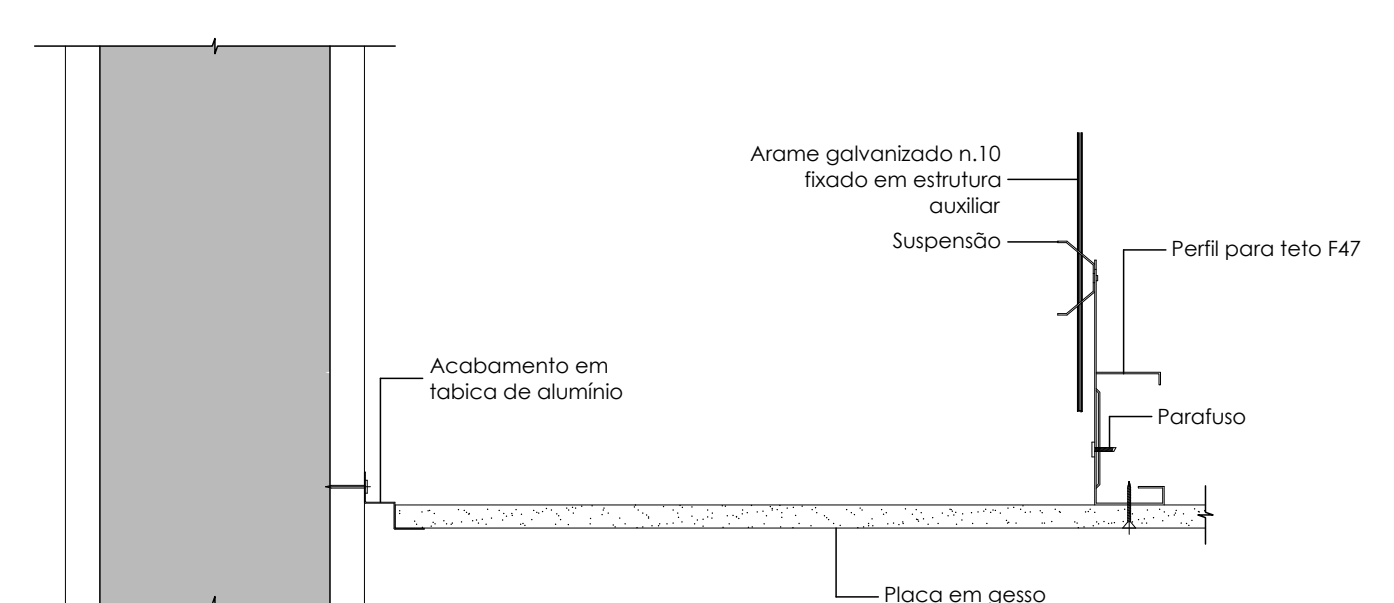 Arame galvanizado n.10
fixado em estrutura
auxiliar
Suspensão
Perfil para teto F47
Acabamento em
tabica de alumínio
Parafuso
Placa em gesso